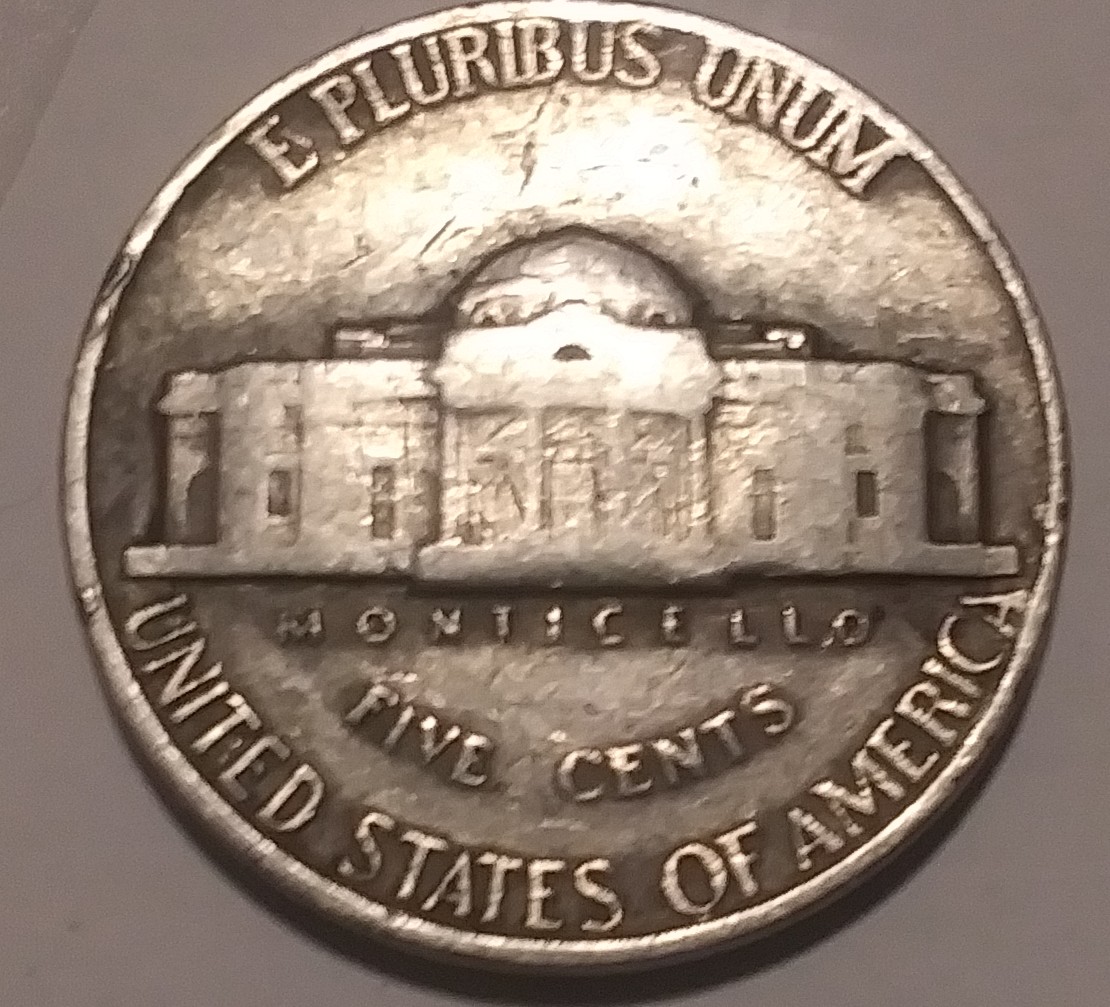 E PLURIBUS UNUM
MONTICELLO
FIVE CENTS
UNITED STATES OF AMERICA